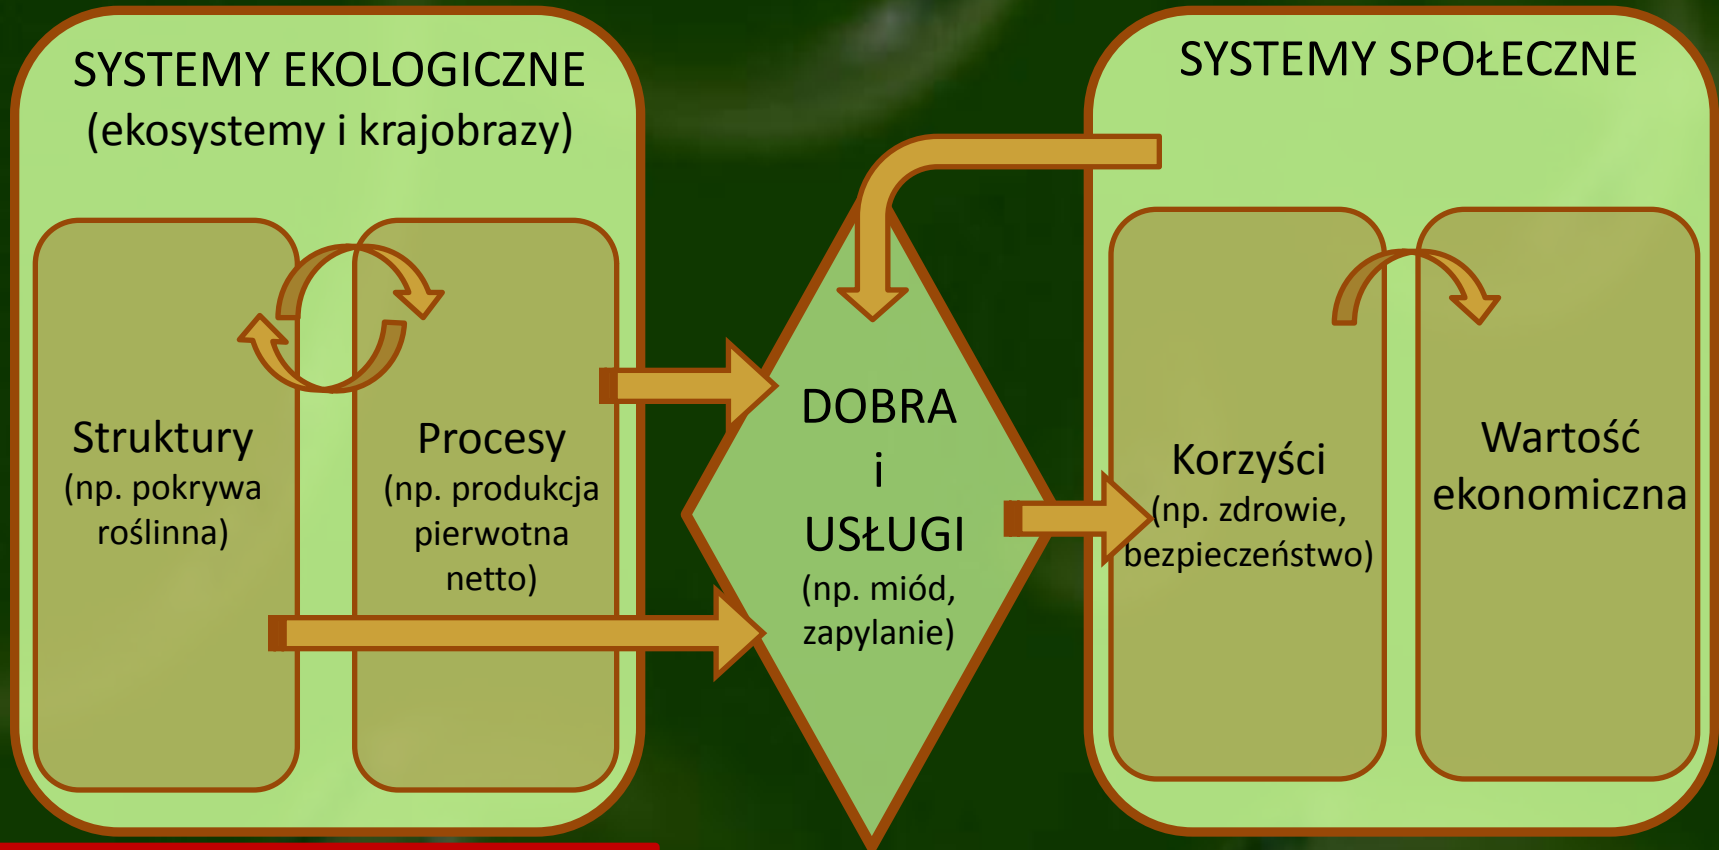 SYSTEMY EKOLOGICZNE
(ekosystemy i krajobrazy)
Struktury
(np. pokrywa
roślinna)
Procesy
(np. produkcja
pierwotna
netto)
DOBRA
i
USŁUGI
(np. miód,
zapylanie)
SYSTEMY SPOŁECZNE
Korzyści
(np. zdrowie,
bezpieczeństwo)
Wartość
ekonomiczna